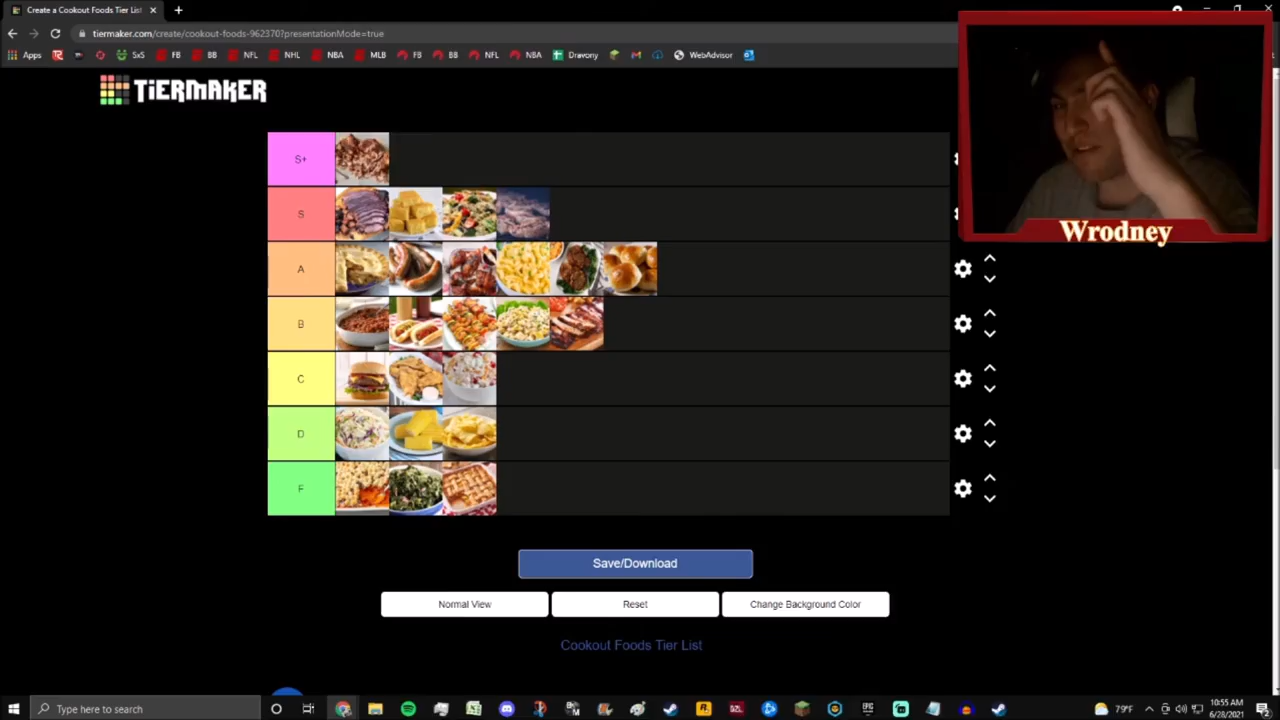 Create a Cookout Foods Tier List
tiermaker.com/create/cookout-foods-962370?presentationMode=true
Apps SxS FB BB NFL NHL NBA MLB FB BB NFL NBA Dravony WebAdvisor
TiERMAKER
Wrodney
S+
S
A
B
C
D
F
Save/Download
Normal View Reset Change Background Color
Cookout Foods Tier List
Type here to search
79°F
10:55 AM
6/28/2021